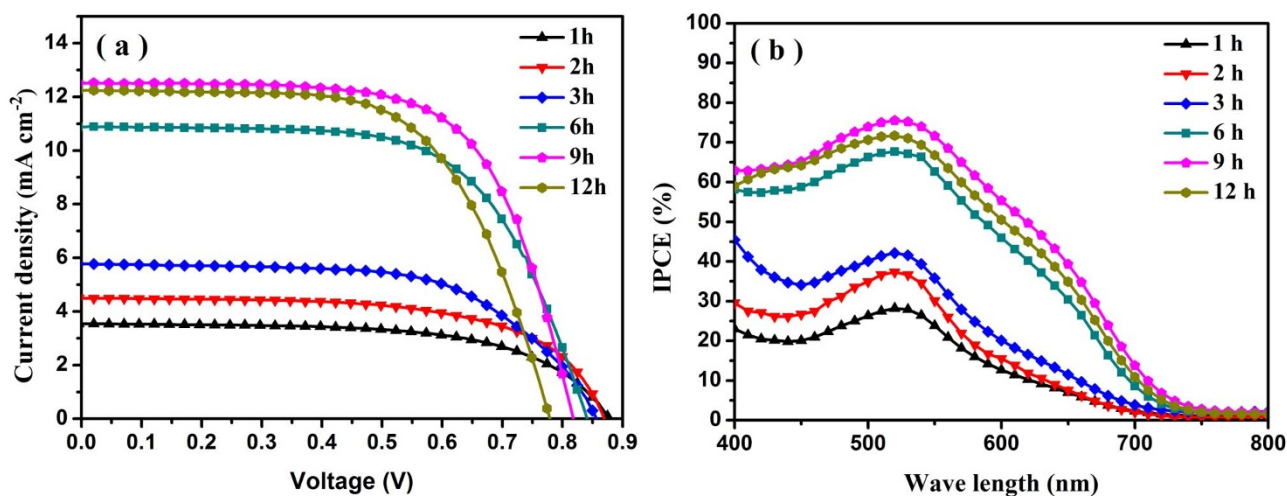 ( a )
1h
2h
3h
6h
9h
12h
14
12
10
8
6
4
2
0
Current density (mA cm-2)
0.0 0.1 0.2 0.3 0.4 0.5 0.6 0.7 0.8 0.9
Voltage (V)
( b )
1 h
2 h
3 h
6 h
9 h
12 h
100
90
80
70
60
50
40
30
20
10
0
IPCE (%)
400 500 600 700 800
Wave length (nm)